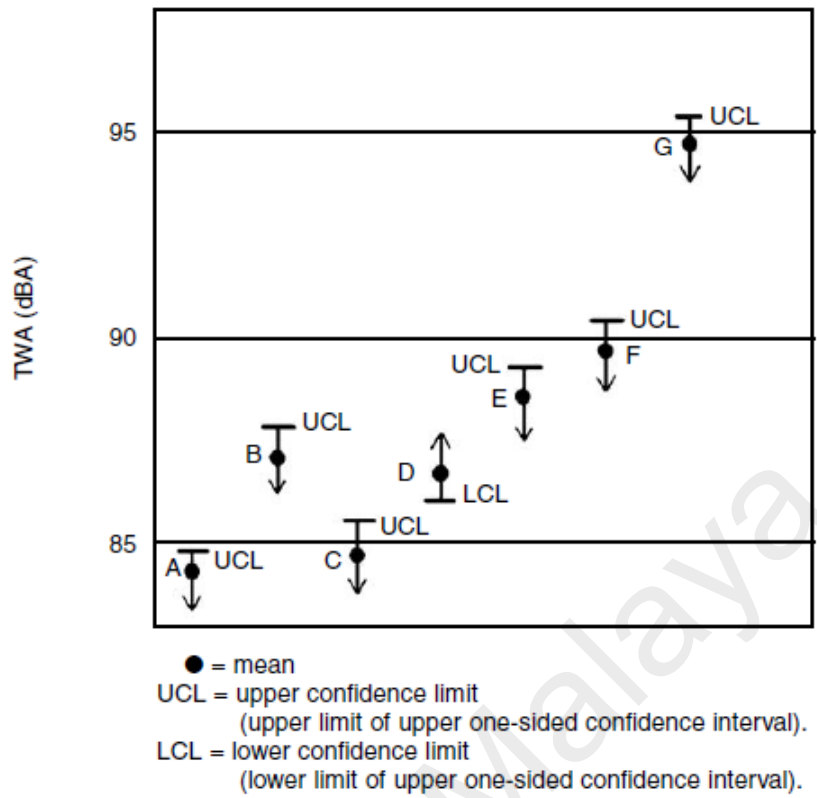 95
UCL
G
UCL
90
F
UCL
E
UCL
B
D
LCL
UCL
85
UCL
A
C
TWA (dBA)
● = mean
UCL = upper confidence limit
(upper limit of upper one-sided confidence interval).
LCL = lower confidence limit
(lower limit of upper one-sided confidence interval).
Malaya